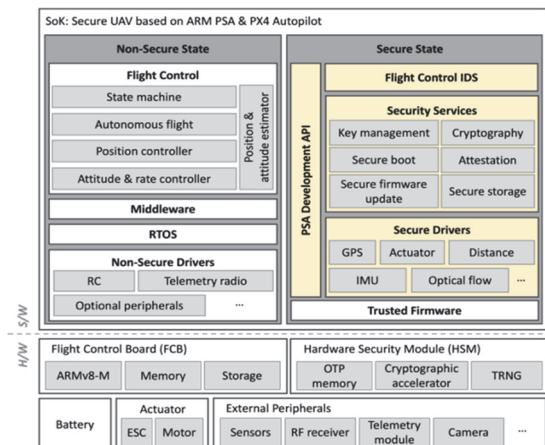 SoK: Secure UAV based on ARM PSA & PX4 Autopilot
Non-Secure State
Flight Control
State machine
Autonomous flight
Position controller
Attitude & rate controller
Position &
attitude estimator
Middleware
RTOS
Non-Secure Drivers
RC
Telemetry radio
Optional peripherals
...
Secure State
PSA Development API
Flight Control IDS
Security Services
Key management
Cryptography
Secure boot
Attestation
Secure firmware
update
Secure storage
Secure Drivers
GPS
Actuator
Distance
IMU
Optical flow
...
Trusted Firmware
S/W
H/W
Flight Control Board (FCB)
ARMv8-M
Memory
Storage
Hardware Security Module (HSM)
OTP
memory
Cryptographic
accelerator
TRNG
Battery
Actuator
ESC
Motor
External Peripherals
Sensors
RF receiver
Telemetry
module
Camera
...